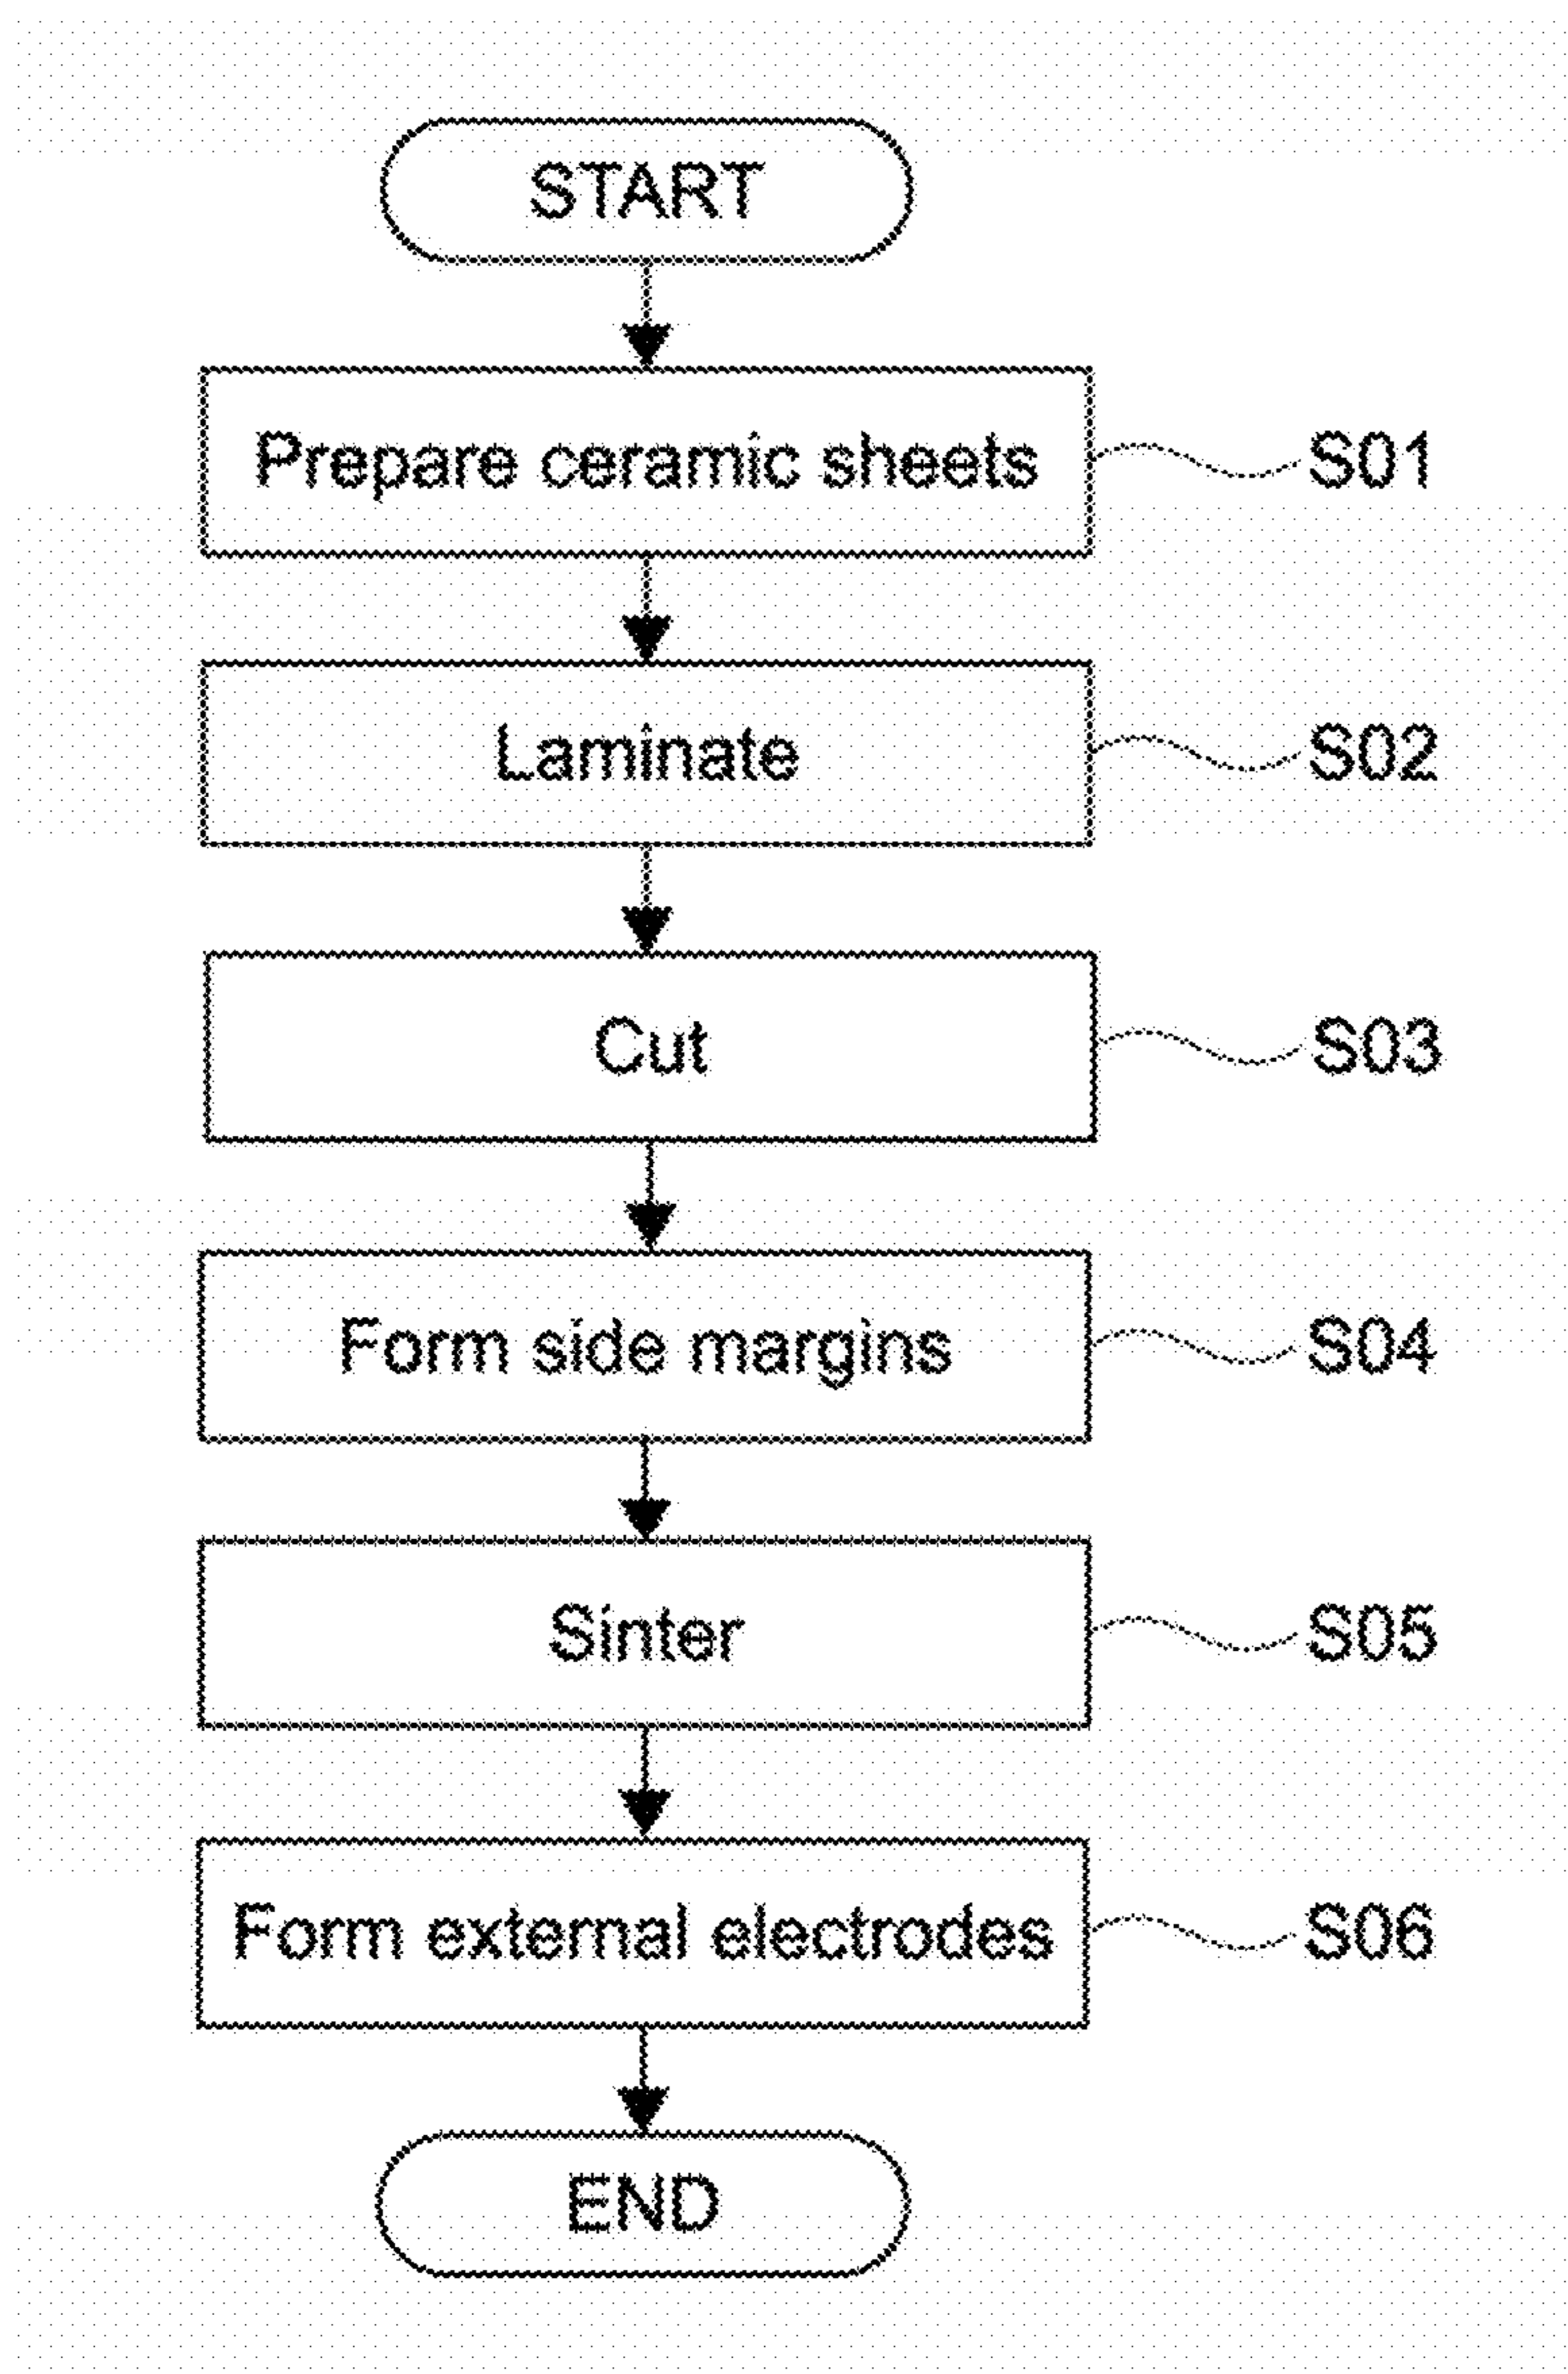 START
Prepare ceramic sheets S01
Laminate S02
Cut S03
Form side margins S04
Sinter S05
Form external electrodes S06
END